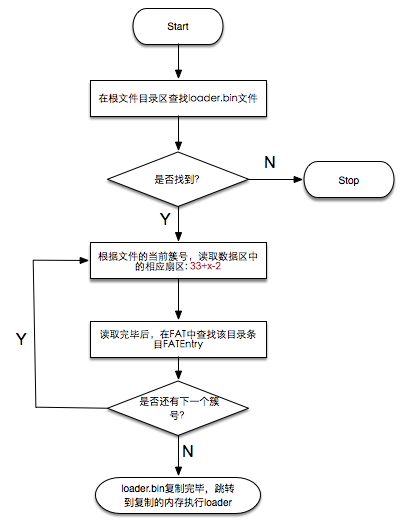 Start
在根文件目录区查找loader.bin文件
是否找到?
N
Stop
Y
根据文件的当前簇号，读取数据区中
的相应扇区: 33+x-2
Y
读取完毕后，在FAT中查找该目录条
目FATEntry
是否还有下一个簇
号?
N
loader.bin复制完毕，跳转
到复制的内存执行loader